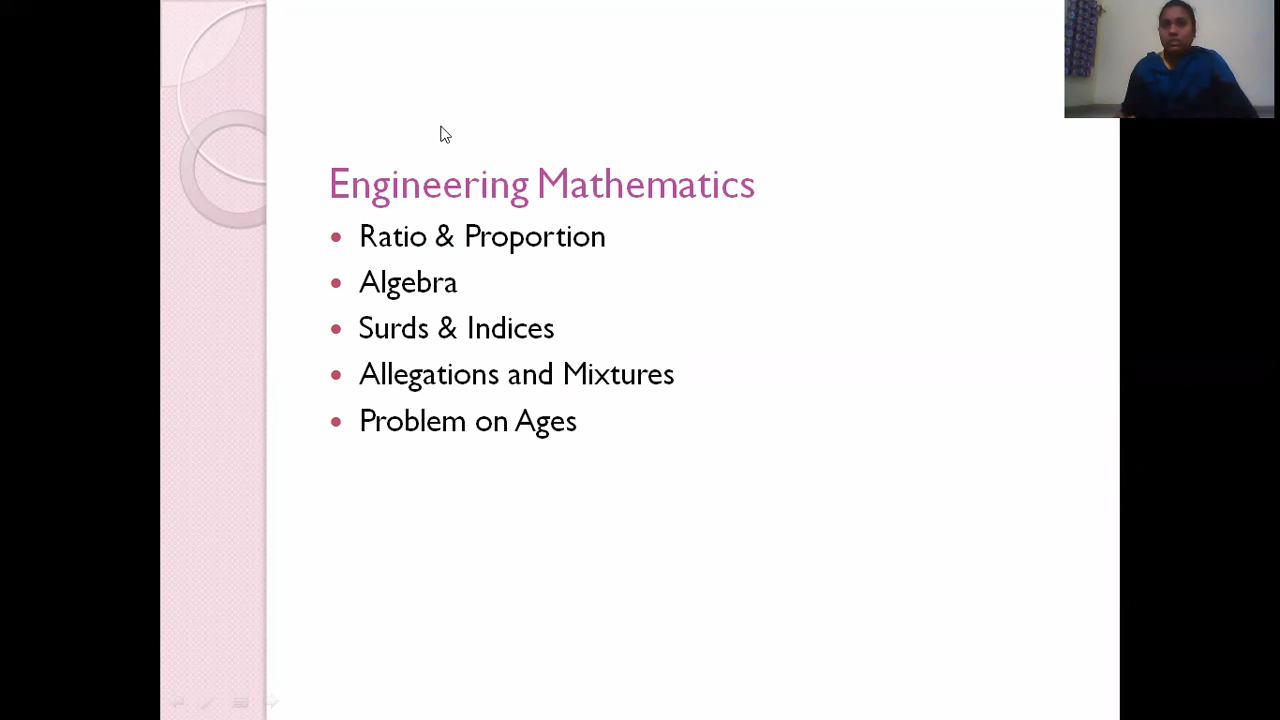 Engineering Mathematics
Ratio & Proportion
Algebra
Surds & Indices
Allegations and Mixtures
Problem on Ages